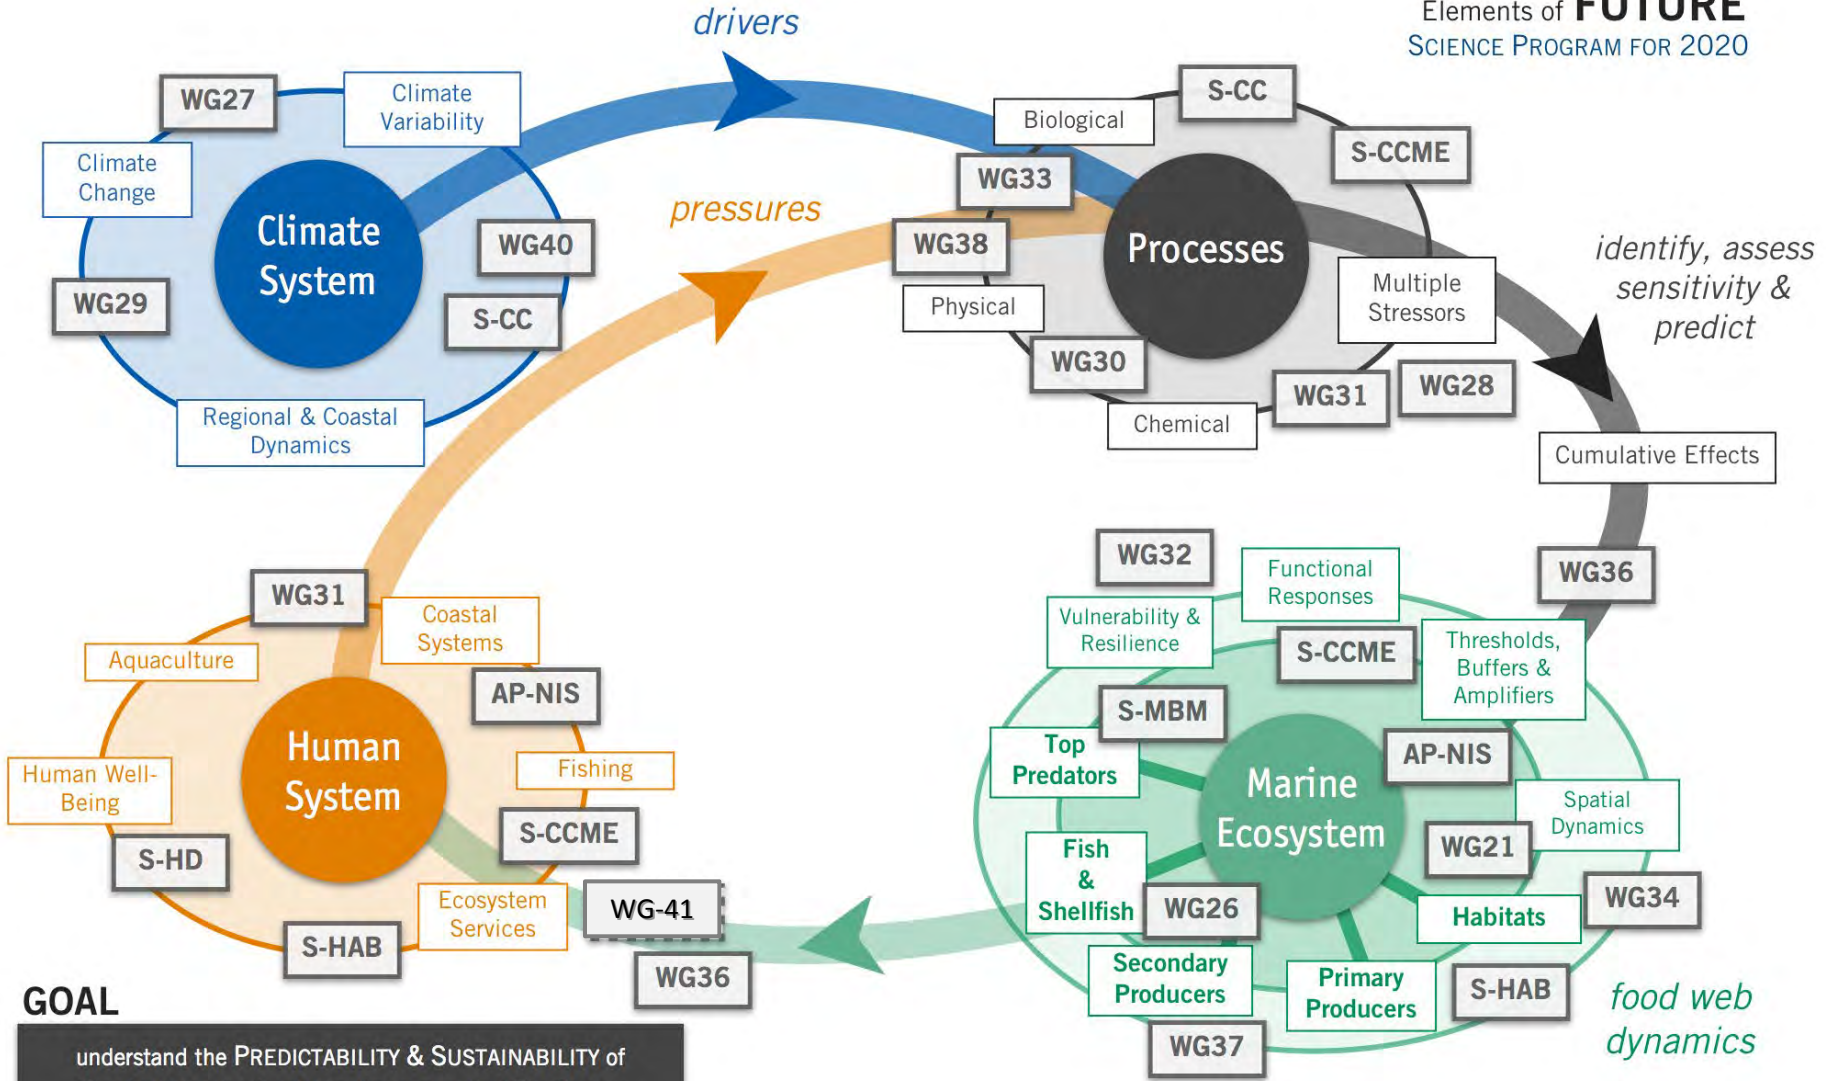 Elements of FUTURE
SCIENCE PROGRAM FOR 2020
drivers
WG27
Climate
Variability
Climate
Change
Climate
System
WG40
WG29
S-CC
Regional & Coastal
Dynamics
pressures
Biological
S-CC
S-CCME
WG33
WG38
Processes
Physical
Multiple
Stressors
WG30
WG31
WG28
Chemical
identify, assess
sensitivity &
predict
Cumulative Effects
WG36
WG31
Coastal
Systems
Aquaculture
AP-NIS
Human
System
Fishing
Human Well-
Being
S-CCME
S-HD
Ecosystem
Services
S-HAB
WG-41
WG36
WG32
Functional
Responses
Vulnerability &
Resilience
S-CCME
Thresholds,
Buffers &
Amplifiers
S-MBM
Top
Predators
AP-NIS
Marine
Ecosystem
Spatial
Dynamics
WG21
Fish
&
Shellfish
WG26
WG34
Habitats
Secondary
Producers
Primary
Producers
S-HAB
WG37
food web
dynamics
GOAL
understand the PREDICTABILITY & SUSTAINABILITY of